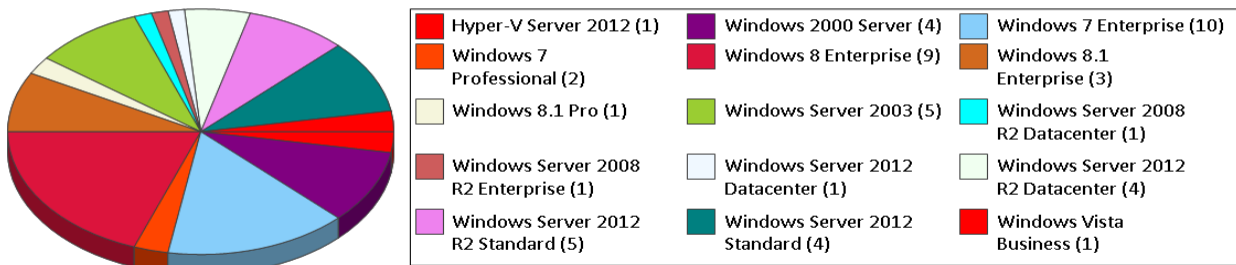 Hyper-V Server 2012 (1)
Windows 2000 Server (4)
Windows 7 Enterprise (10)
Windows 7
Professional (2)
Windows 8 Enterprise (9)
Windows 8.1
Enterprise (3)
Windows 8.1 Pro (1)
Windows Server 2003 (5)
Windows Server 2008
R2 Datacenter (1)
Windows Server 2008
R2 Enterprise (1)
Windows Server 2012
Datacenter (1)
Windows Server 2012
R2 Datacenter (4)
Windows Server 2012
R2 Standard (5)
Windows Server 2012
Standard (4)
Windows Vista
Business (1)